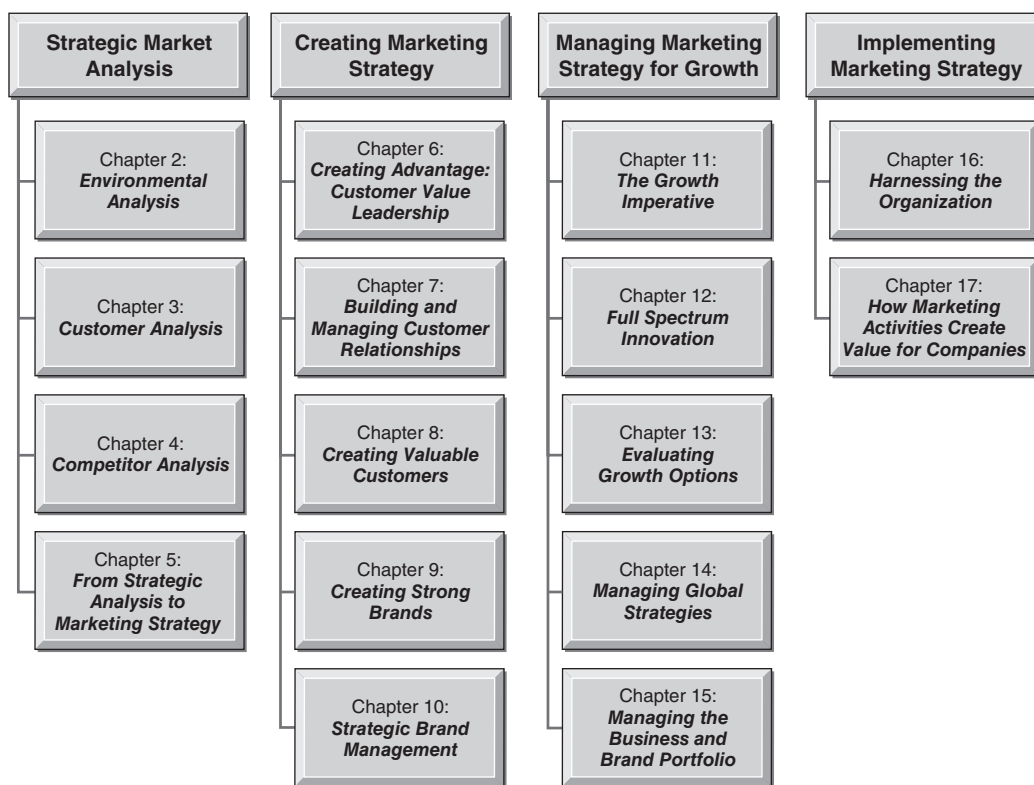 Strategic Market
Analysis
Chapter 2:
Environmental
Analysis
Chapter 3:
Customer Analysis
Chapter 4:
Competitor Analysis
Chapter 5:
From Strategic
Analysis to
Marketing Strategy
Creating Marketing
Strategy
Chapter 6:
Creating Advantage:
Customer Value
Leadership
Chapter 7:
Building and
Managing Customer
Relationships
Chapter 8:
Creating Valuable
Customers
Chapter 9:
Creating Strong
Brands
Chapter 10:
Strategic Brand
Management
Managing Marketing
Strategy for Growth
Chapter 11:
The Growth
Imperative
Chapter 12:
Full Spectrum
Innovation
Chapter 13:
Evaluating
Growth Options
Chapter 14:
Managing Global
Strategies
Chapter 15:
Managing the
Business and
Brand Portfolio
Implementing
Marketing Strategy
Chapter 16:
Harnessing the
Organization
Chapter 17:
How Marketing
Activities Create
Value for Companies